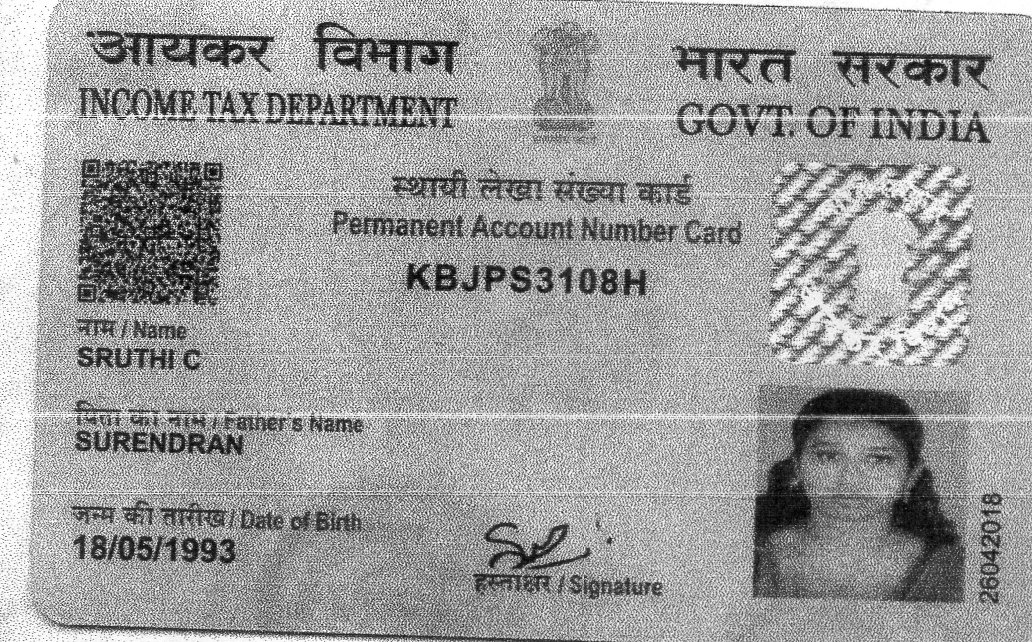 आयकर विभाग
INCOME TAX DEPARTMENT
भारत सरकार
GOVT. OF INDIA
स्थायी लेखा संख्या कार्ड
Permanent Account Number Card
KBJPS3108H
नाम / Name
SRUTHI C
पिता का नाम / Father's Name
SURENDRAN
जन्म की तारीख / Date of Birth
18/05/1993
हस्ताक्षर / Signature
26042018